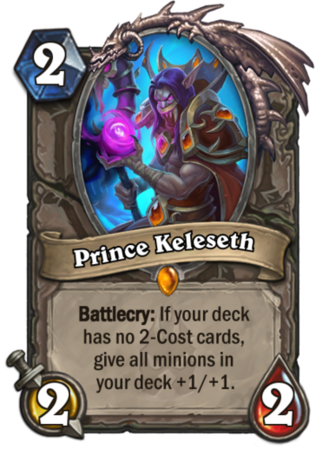 2
Prince Keleseth
Battlecry: If your deck
has no 2-Cost cards,
give all minions in
your deck +1/+1.
2
2